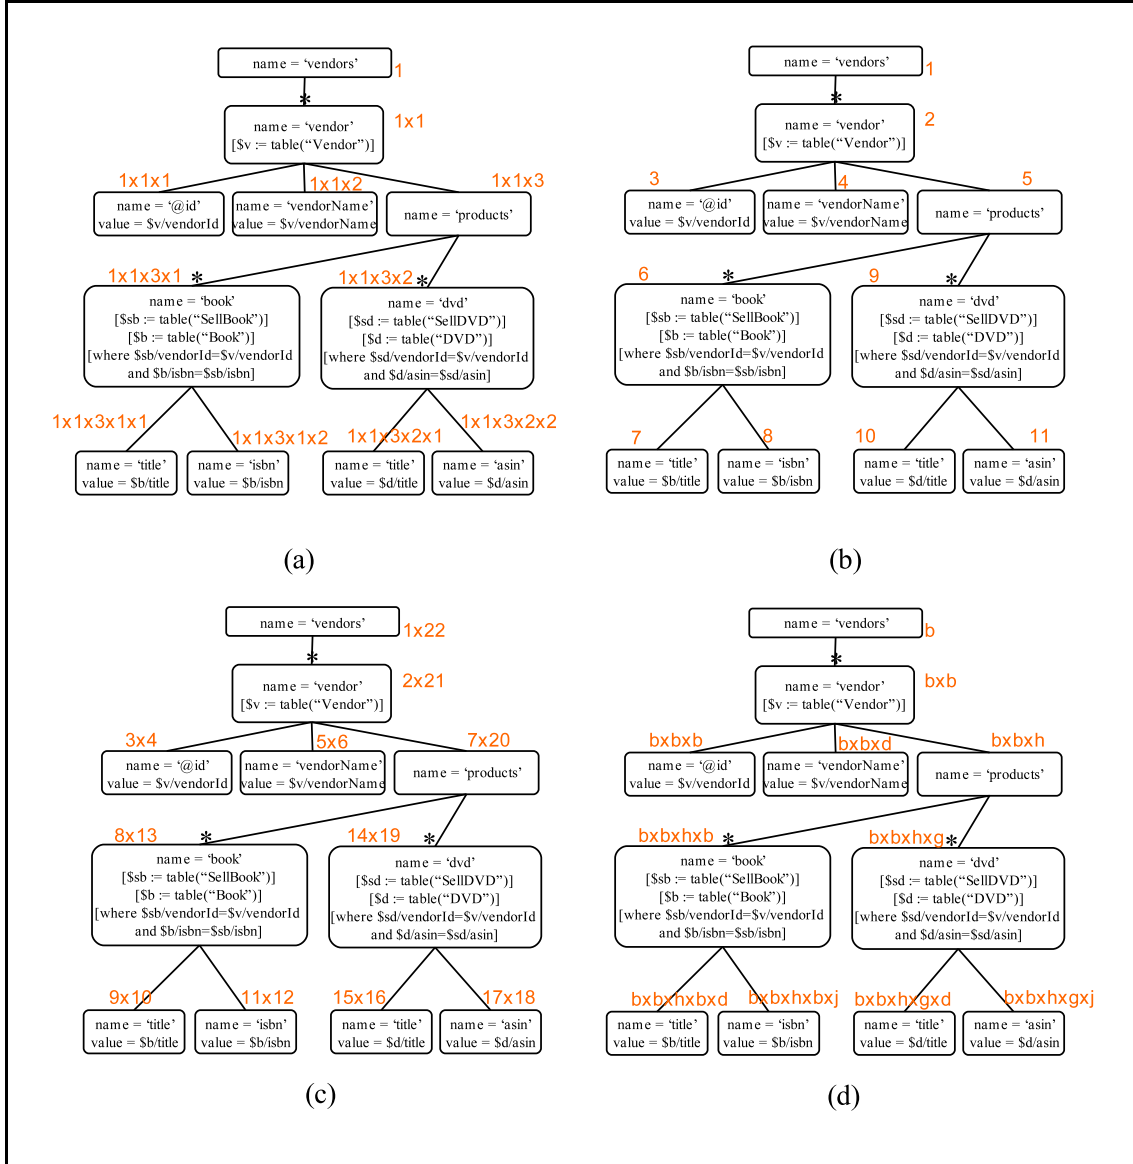 name = ‘vendors’
1
*
name = ‘vendor’
[$v := table(“Vendor”)]
1x1
1x1x1
1x1x2
1x1x3
name = ‘@id’
value = $v/vendorId
name = ‘vendorName’
value = $v/vendorName
name = ‘products’
1x1x3x1
*
1x1x3x2
*
name = ‘book’
[$sb := table(“SellBook”)]
[$b := table(“Book”)]
[where $sb/vendorId=$v/vendorId
and $b/isbn=$sb/isbn]
name = ‘dvd’
[$sd := table(“SellDVD”)]
[$d := table(“DVD”)]
[where $sd/vendorId=$v/vendorId
and $d/asin=$sd/asin]
1x1x3x1x1
1x1x3x1x2
1x1x3x2x1
1x1x3x2x2
name = ‘title’
value = $b/title
name = ‘isbn’
value = $b/isbn
name = ‘title’
value = $d/title
name = ‘asin’
value = $d/asin
(a)
name = ‘vendors’
1
*
name = ‘vendor’
[$v := table(“Vendor”)]
2
3
4
5
name = ‘@id’
value = $v/vendorId
name = ‘vendorName’
value = $v/vendorName
name = ‘products’
6
*
9
*
name = ‘book’
[$sb := table(“SellBook”)]
[$b := table(“Book”)]
[where $sb/vendorId=$v/vendorId
and $b/isbn=$sb/isbn]
name = ‘dvd’
[$sd := table(“SellDVD”)]
[$d := table(“DVD”)]
[where $sd/vendorId=$v/vendorId
and $d/asin=$sd/asin]
7
8
10
11
name = ‘title’
value = $b/title
name = ‘isbn’
value = $b/isbn
name = ‘title’
value = $d/title
name = ‘asin’
value = $d/asin
(b)
name = ‘vendors’
1x22
*
name = ‘vendor’
[$v := table(“Vendor”)]
2x21
3x4
5x6
7x20
name = ‘@id’
value = $v/vendorId
name = ‘vendorName’
value = $v/vendorName
name = ‘products’
8x13
*
14x19
*
name = ‘book’
[$sb := table(“SellBook”)]
[$b := table(“Book”)]
[where $sb/vendorId=$v/vendorId
and $b/isbn=$sb/isbn]
name = ‘dvd’
[$sd := table(“SellDVD”)]
[$d := table(“DVD”)]
[where $sd/vendorId=$v/vendorId
and $d/asin=$sd/asin]
9x10
11x12
15x16
17x18
name = ‘title’
value = $b/title
name = ‘isbn’
value = $b/isbn
name = ‘title’
value = $d/title
name = ‘asin’
value = $d/asin
(c)
name = ‘vendors’
b
*
name = ‘vendor’
[$v := table(“Vendor”)]
bxb
bxbxb
bxbxd
bxbxh
name = ‘@id’
value = $v/vendorId
name = ‘vendorName’
value = $v/vendorName
name = ‘products’
bxbxhxb
*
bxbxhxg
*
name = ‘book’
[$sb := table(“SellBook”)]
[$b := table(“Book”)]
[where $sb/vendorId=$v/vendorId
and $b/isbn=$sb/isbn]
name = ‘dvd’
[$sd := table(“SellDVD”)]
[$d := table(“DVD”)]
[where $sd/vendorId=$v/vendorId
and $d/asin=$sd/asin]
bxbxhxbxd
bxbxhxbxj
bxbxhxgxd
bxbxhxgxj
name = ‘title’
value = $b/title
name = ‘isbn’
value = $b/isbn
name = ‘title’
value = $d/title
name = ‘asin’
value = $d/asin
(d)